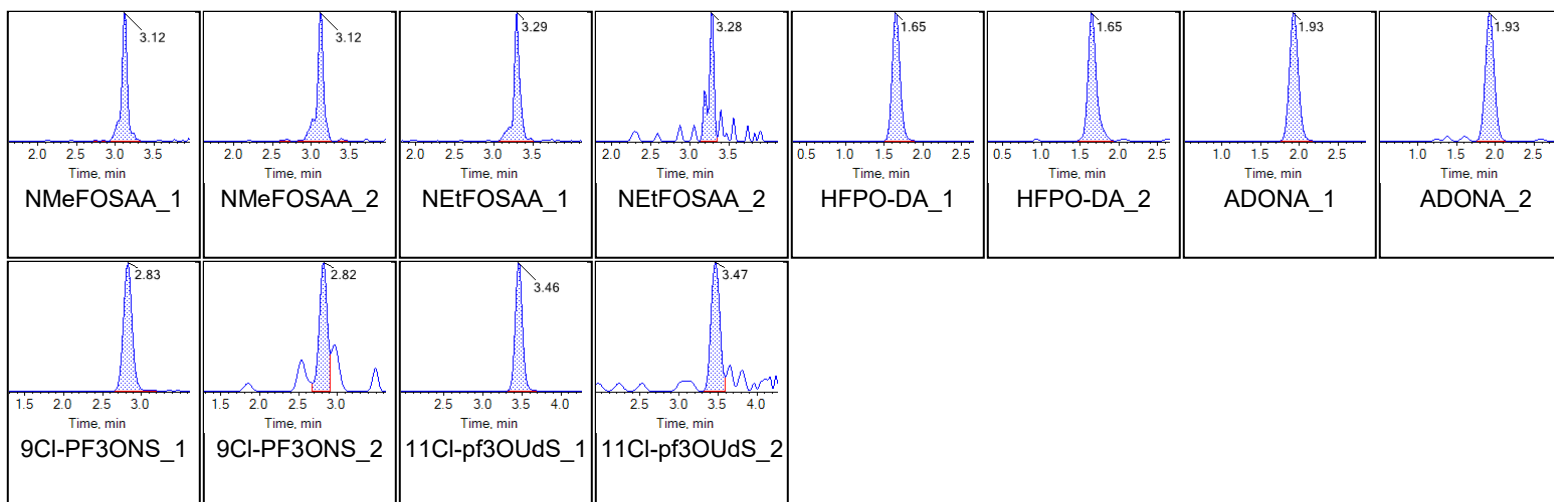 3.12 3.12 3.29 3.28 1.65 1.65 1.93 1.93
2.0 2.5 3.0 3.5 2.0 2.5 3.0 3.5 2.0 2.5 3.0 3.5 2.0 2.5 3.0 3.5 0.5 1.0 1.5 2.0 2.5 0.5 1.0 1.5 2.0 2.5 1.0 1.5 2.0 2.5 1.0 1.5 2.0 2.5
Time, min Time, min Time, min Time, min Time, min Time, min Time, min Time, min
NMeFOSAA_1 NMeFOSAA_2 NEtFOSAA_1 NEtFOSAA_2 HFPO-DA_1 HFPO-DA_2 ADONA_1 ADONA_2
2.83 2.82 3.46 3.47
1.5 2.0 2.5 3.0 1.5 2.0 2.5 3.0 2.5 3.0 3.5 4.0 2.5 3.0 3.5 4.0
Time, min Time, min Time, min Time, min
9Cl-PF3ONS_1 9Cl-PF3ONS_2 11Cl-pf3OUdS_1 11Cl-pf3OUdS_2